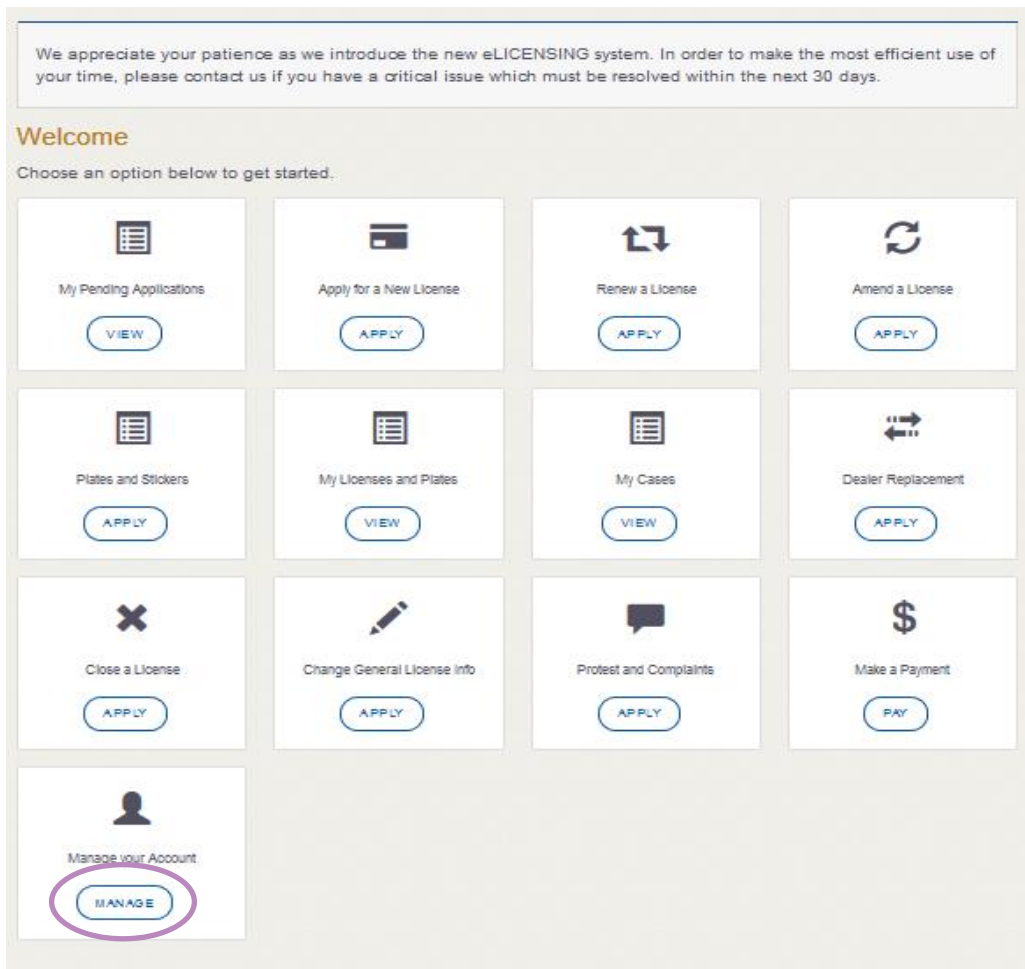 We appreciate your patience as we introduce the new eLICENSING system. In order to make the most efficient use of
your time, please contact us if you have a critical issue which must be resolved within the next 30 days.
Welcome
Choose an option below to get started.
My Pending Applications
VIEW
Apply for a New License
APPLY
Renew a License
APPLY
Amend a License
APPLY
Plates and Stickers
APPLY
My Licenses and Plates
VIEW
My Cases
VIEW
Dealer Replacement
APPLY
Close a License
APPLY
Change General License Info
APPLY
Protest and Complaints
APPLY
$
Make a Payment
PAY
Manage your Account
MANAGE